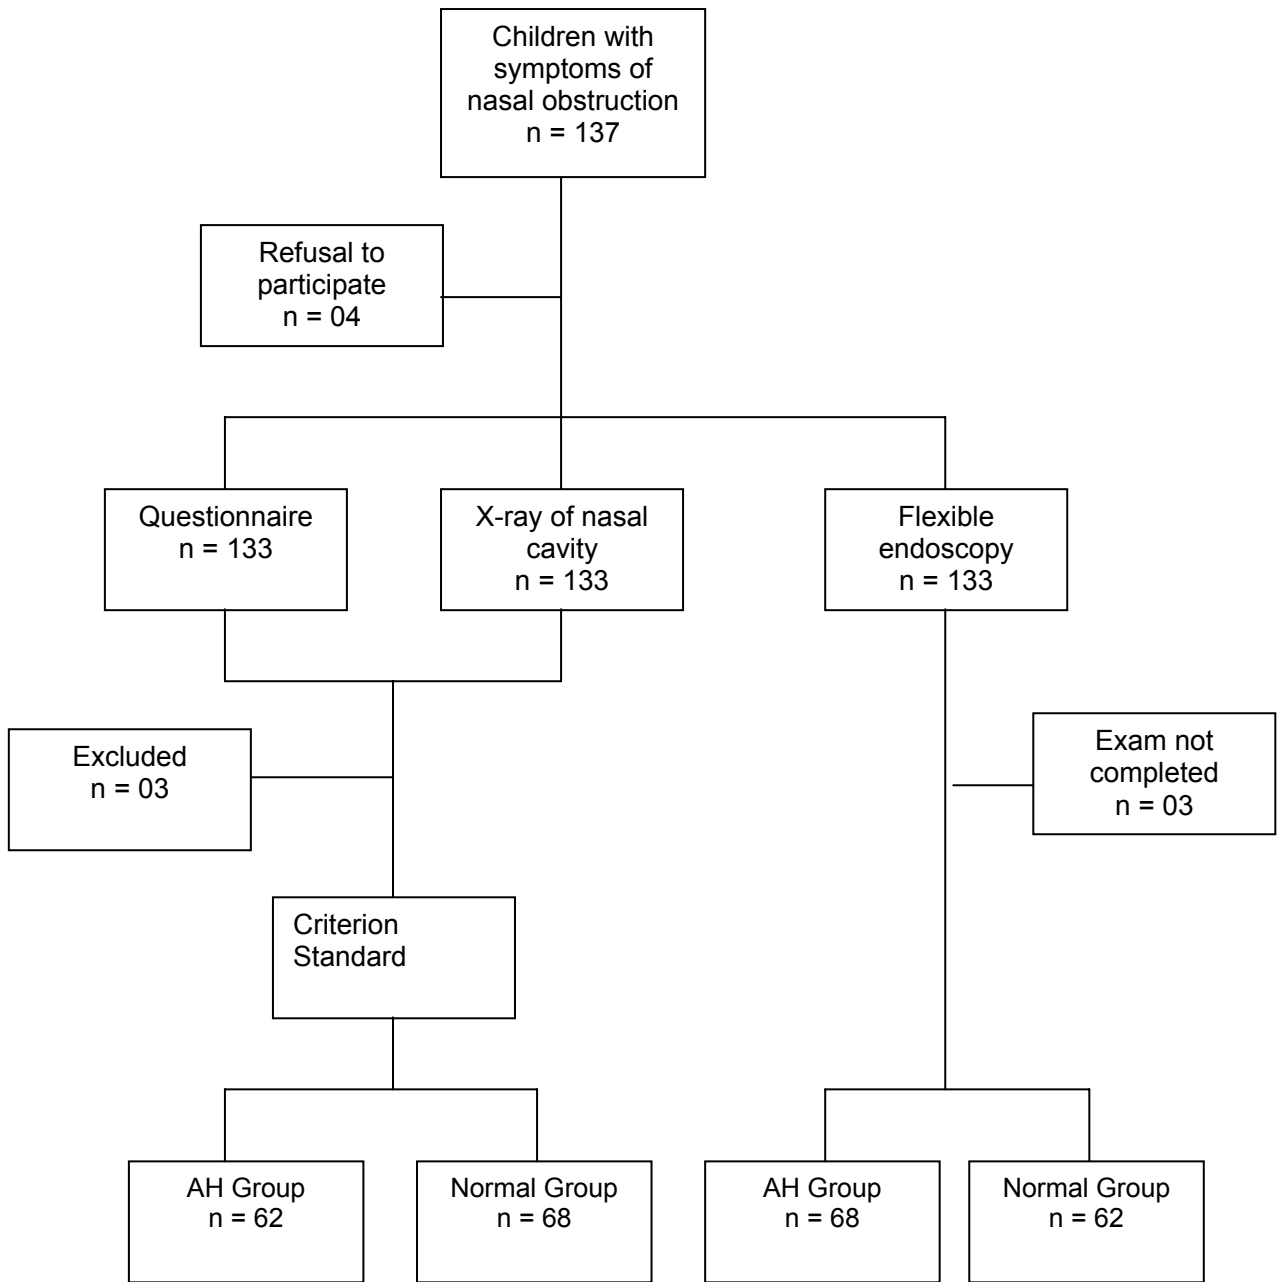 Children with
symptoms of
nasal obstruction
n = 137
Refusal to
participate
n = 04
Questionnaire
n = 133
X-ray of nasal
cavity
n = 133
Flexible
endoscopy
n = 133
Excluded
n = 03
Exam not
completed
n = 03
Criterion
Standard
AH Group
n = 62
Normal Group
n = 68
AH Group
n = 68
Normal Group
n = 62